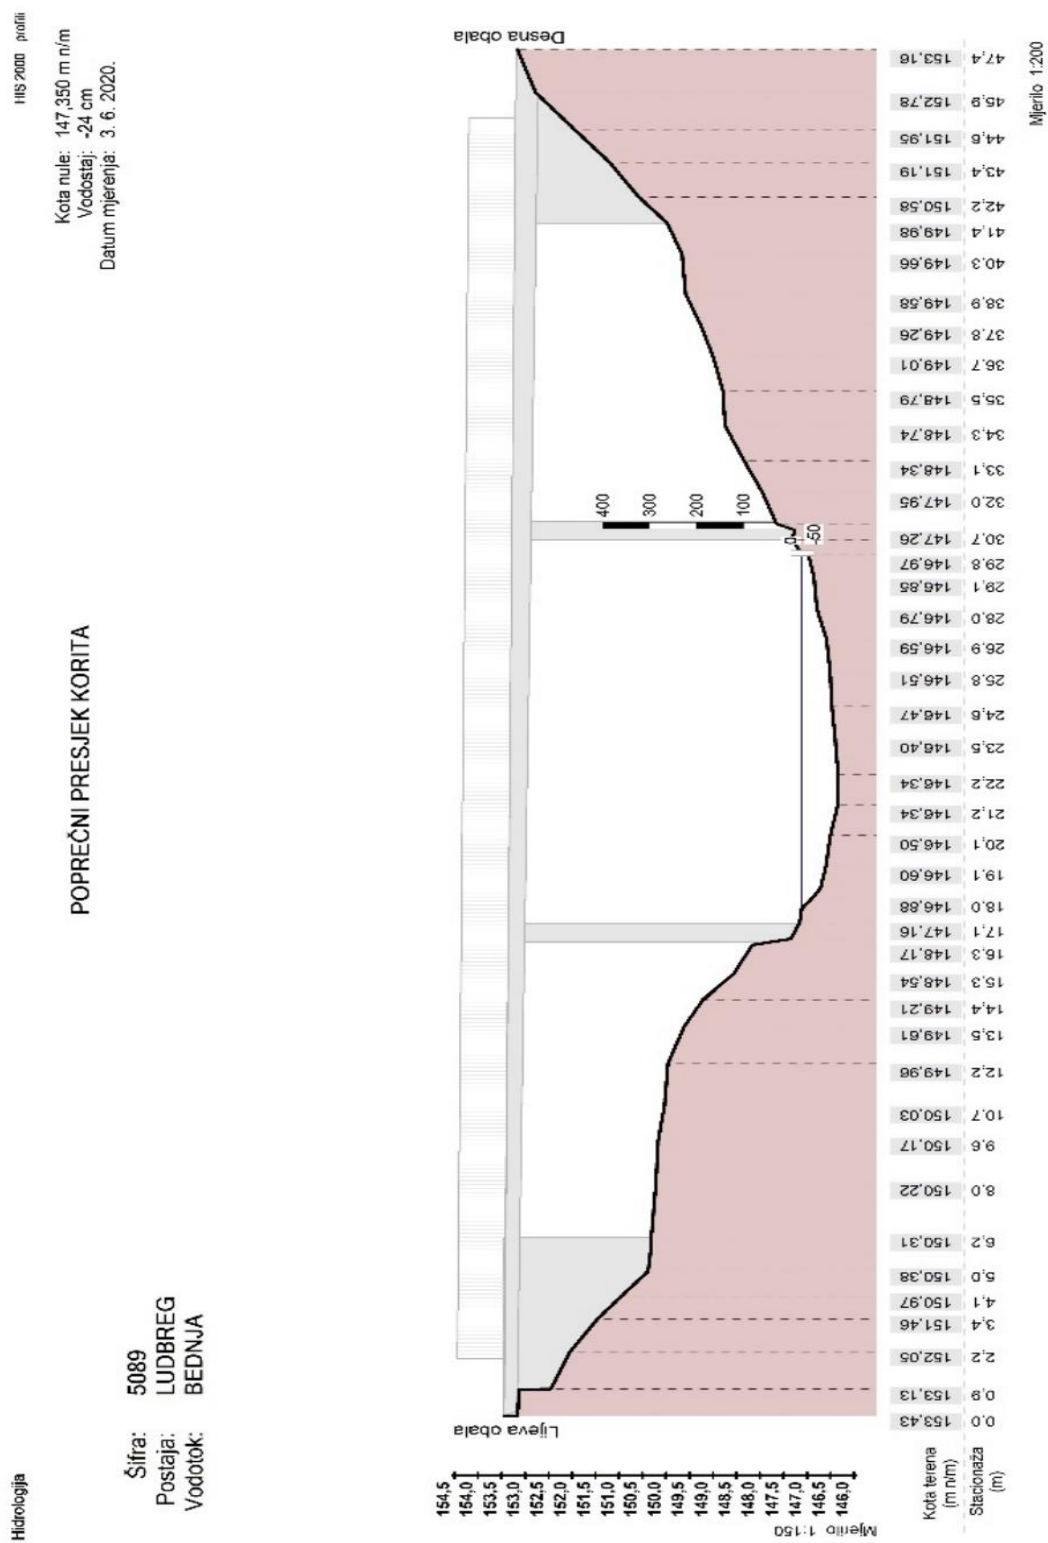 Hidrologija
HIS 2000 profili
POPREČNI PRESJEK KORITA
Šifra: 5089
Postaja: LUDBREG
Vodotok: BEDNJA
Kota nule: 147,350 m n/m
Vodostaj: -24 cm
Datum mjerenja: 3. 6. 2020.
Lijeva obala
Desna obala
154,5
154,0
153,5
153,0
152,5
152,0
151,5
151,0
150,5
150,0
149,5
149,0
148,5
148,0
147,5
147,0
146,5
146,0
Mjerilo 1:150
400
300
200
100
0
-50
Kota terena (m n/m)
153,43 153,13 152,05 151,46 150,97 150,38 150,31 150,22 150,17 150,03 149,96 149,61 149,21 148,54 148,17 147,16 146,88 146,60 146,50 146,34 146,34 146,40 146,47 146,51 146,59 146,79 146,85 146,97 147,26 147,95 148,34 148,74 148,79 149,01 149,26 149,58 149,66 149,98 150,58 151,19 151,95 152,78 153,16
Stacionaža (m)
0,0 0,9 2,2 3,4 4,1 5,0 6,2 8,0 9,6 10,7 12,2 13,5 14,4 15,3 16,3 17,1 18,0 19,1 20,1 21,2 22,2 23,5 24,6 25,8 26,9 28,0 29,1 29,8 30,7 32,0 33,1 34,3 35,5 36,7 37,8 38,9 40,3 41,4 42,2 43,4 44,6 45,9 47,4
Mjerilo 1:200